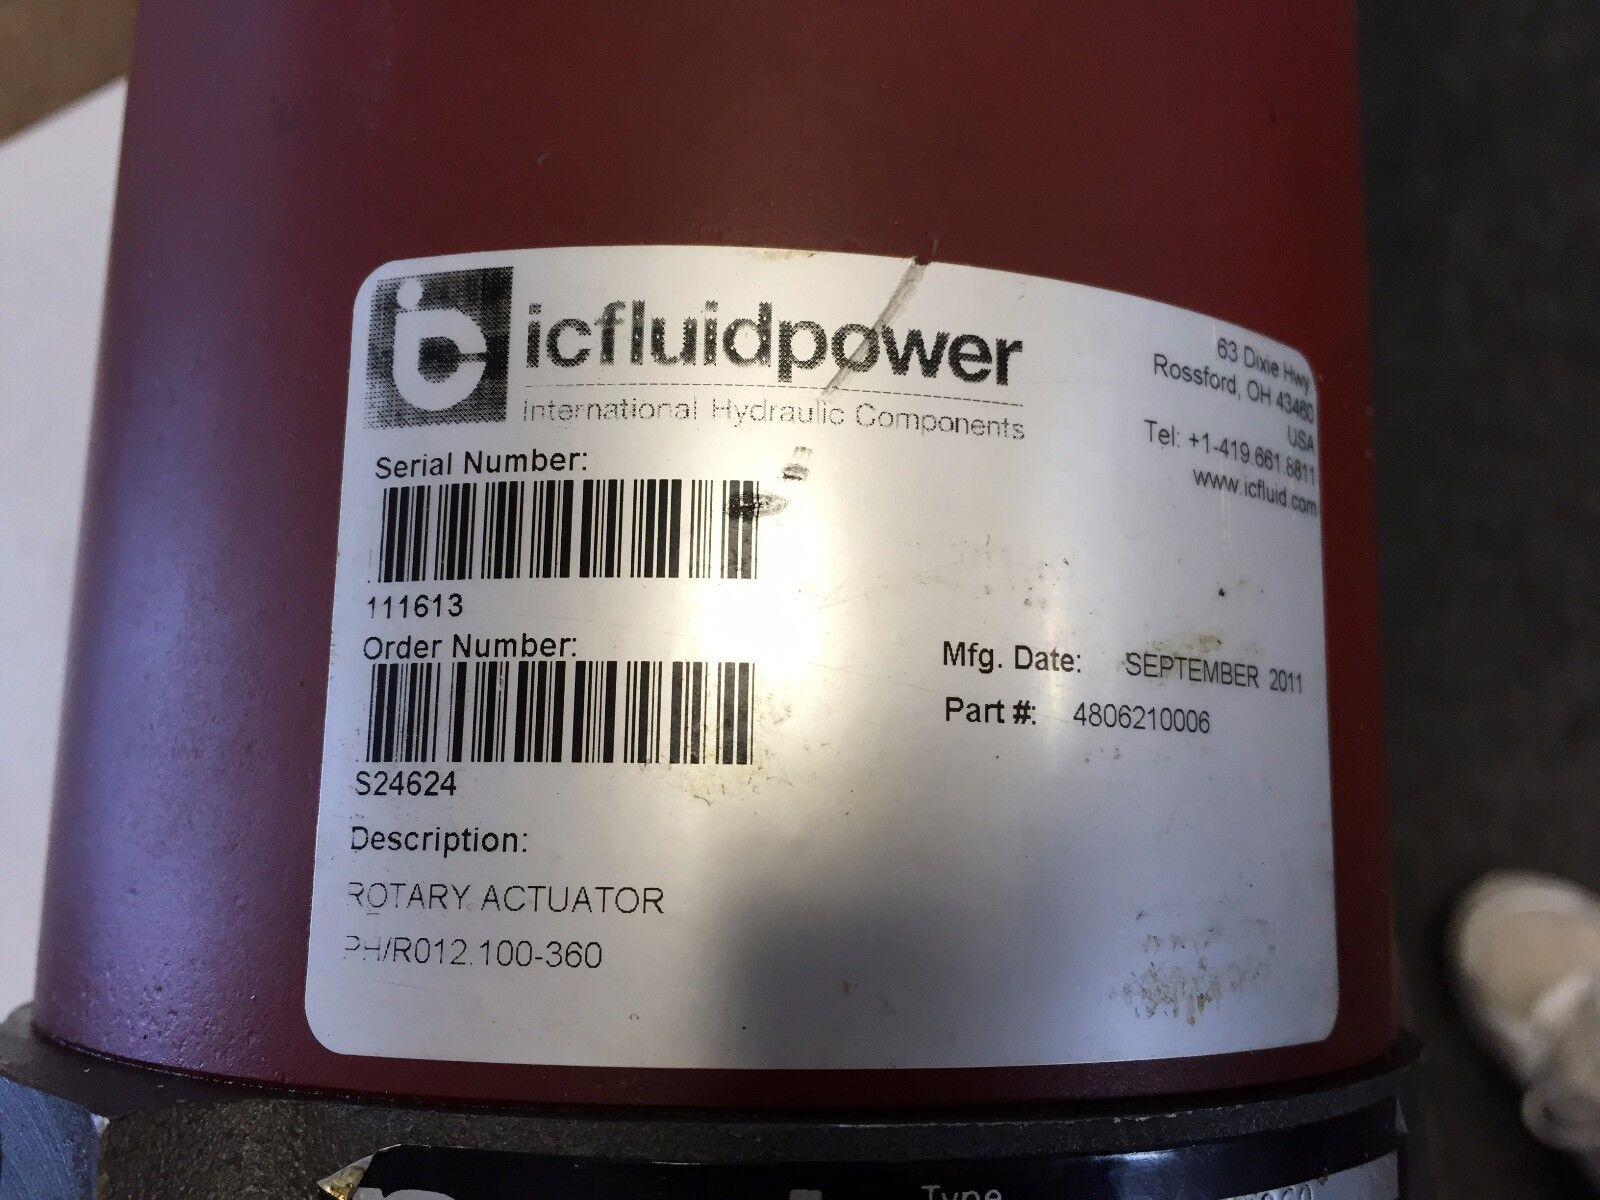 icfluidpower
International Hydraulic Components
63 Dixie Hwy
Rossford, OH 43460
USA
Tel: +1-419.661.8811
www.icfluid.com
Serial Number:
111613
Order Number:
S24624
Mfg. Date: SEPTEMBER 2011
Part #: 4806210006
Description:
ROTARY ACTUATOR
PH/R012.100-360
Type